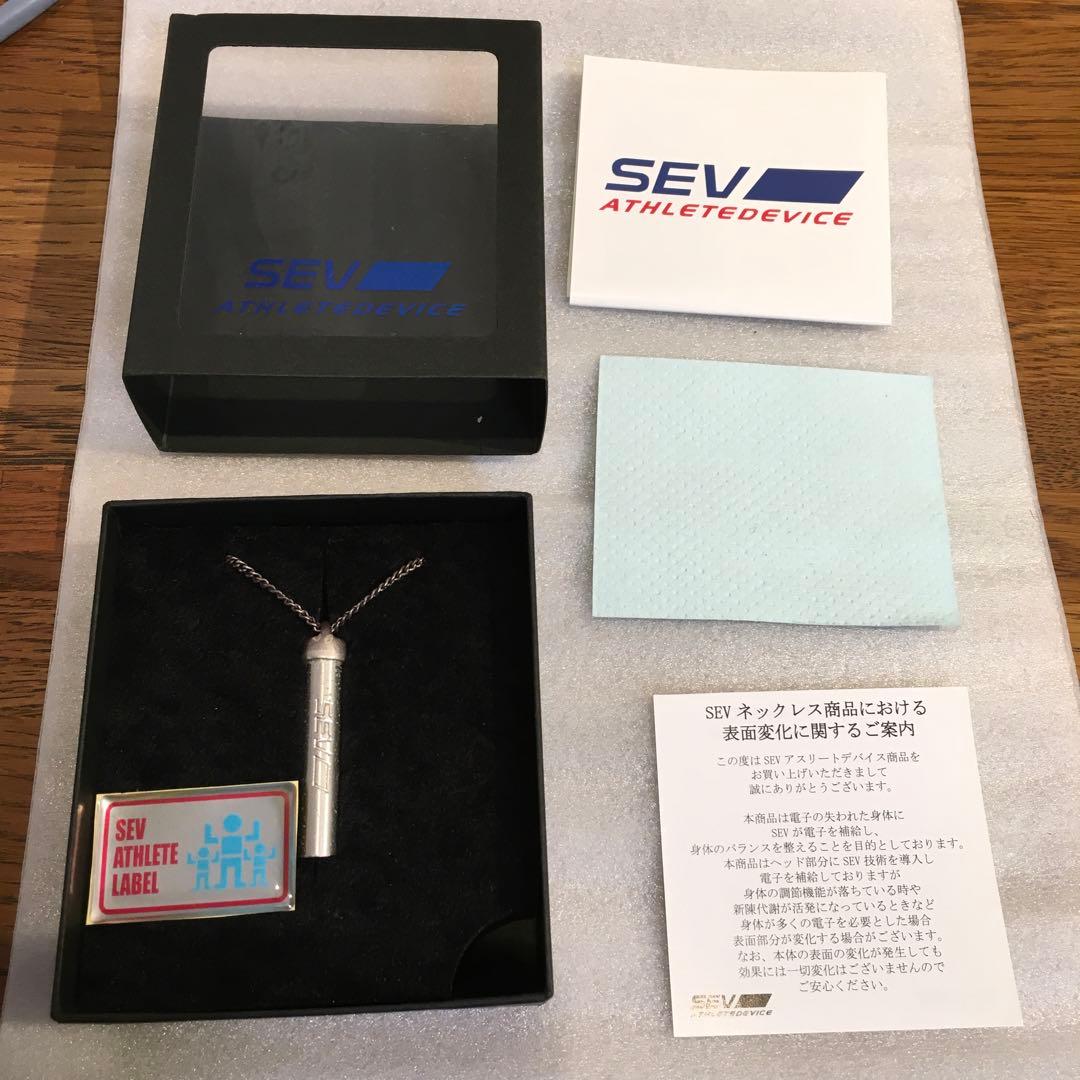 SEV
ATHLETEDEVICE
SEV
ATHLETEDEVICE
SEV
SEV
ATHLETE
LABEL
SEV ネックレス商品における
表面変化に関するご案内
この度は SEV アスリートデバイス商品を
お買い上げいただきまして
誠にありがとうございます。
本商品は電子の失われた身体に
SEV が電子を補給し、
身体のバランスを整えることを目的としております。
本商品はヘッド部分に SEV 技術を導入し
電子を補給しておりますが
身体の調節機能が落ちている時や
新陳代謝が活発になっているときなど
身体が多くの電子を必要とした場合
表面部分が変化する場合がございます。
なお、本体の表面の変化が発生しても
効果には一切変化はございませんので
ご安心ください。
SEV
ATHLETEDEVICE